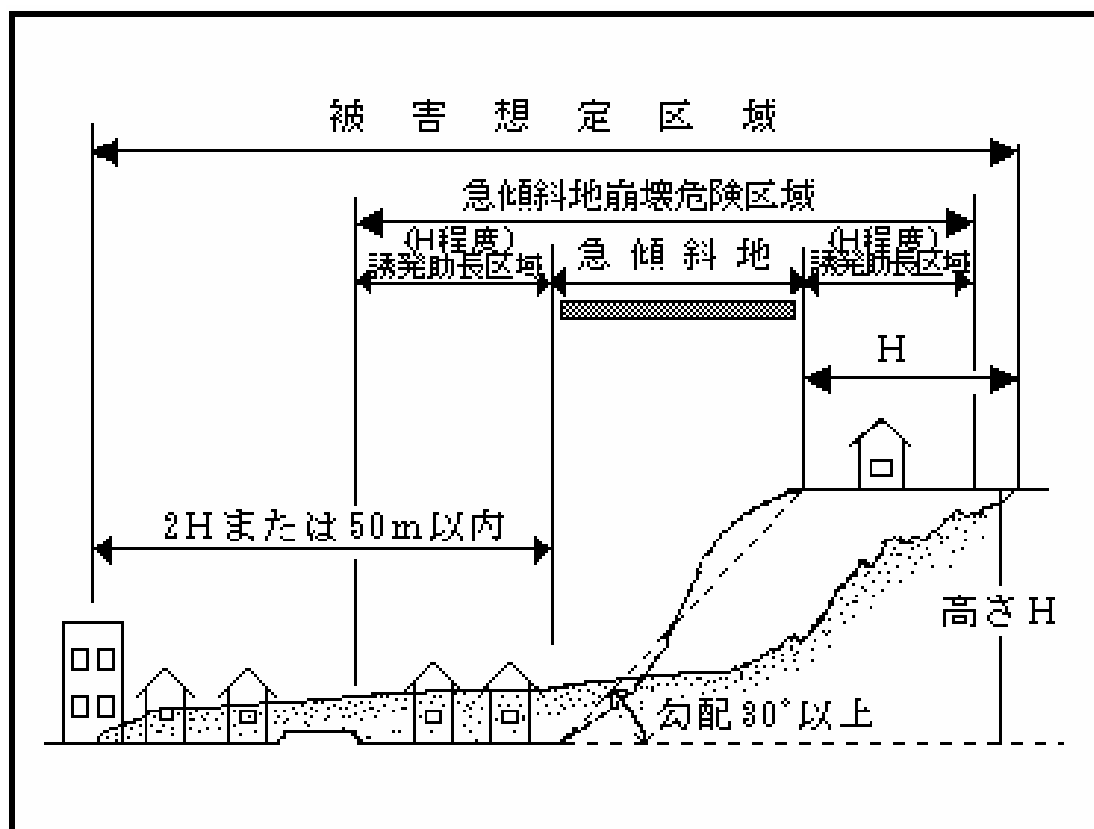 被害想定区域
急傾斜地崩壊危険区域
(H程度)
誘発助長区域
急傾斜地
(H程度)
誘発助長区域
H
2Hまたは50m以内
高さH
勾配30°以上